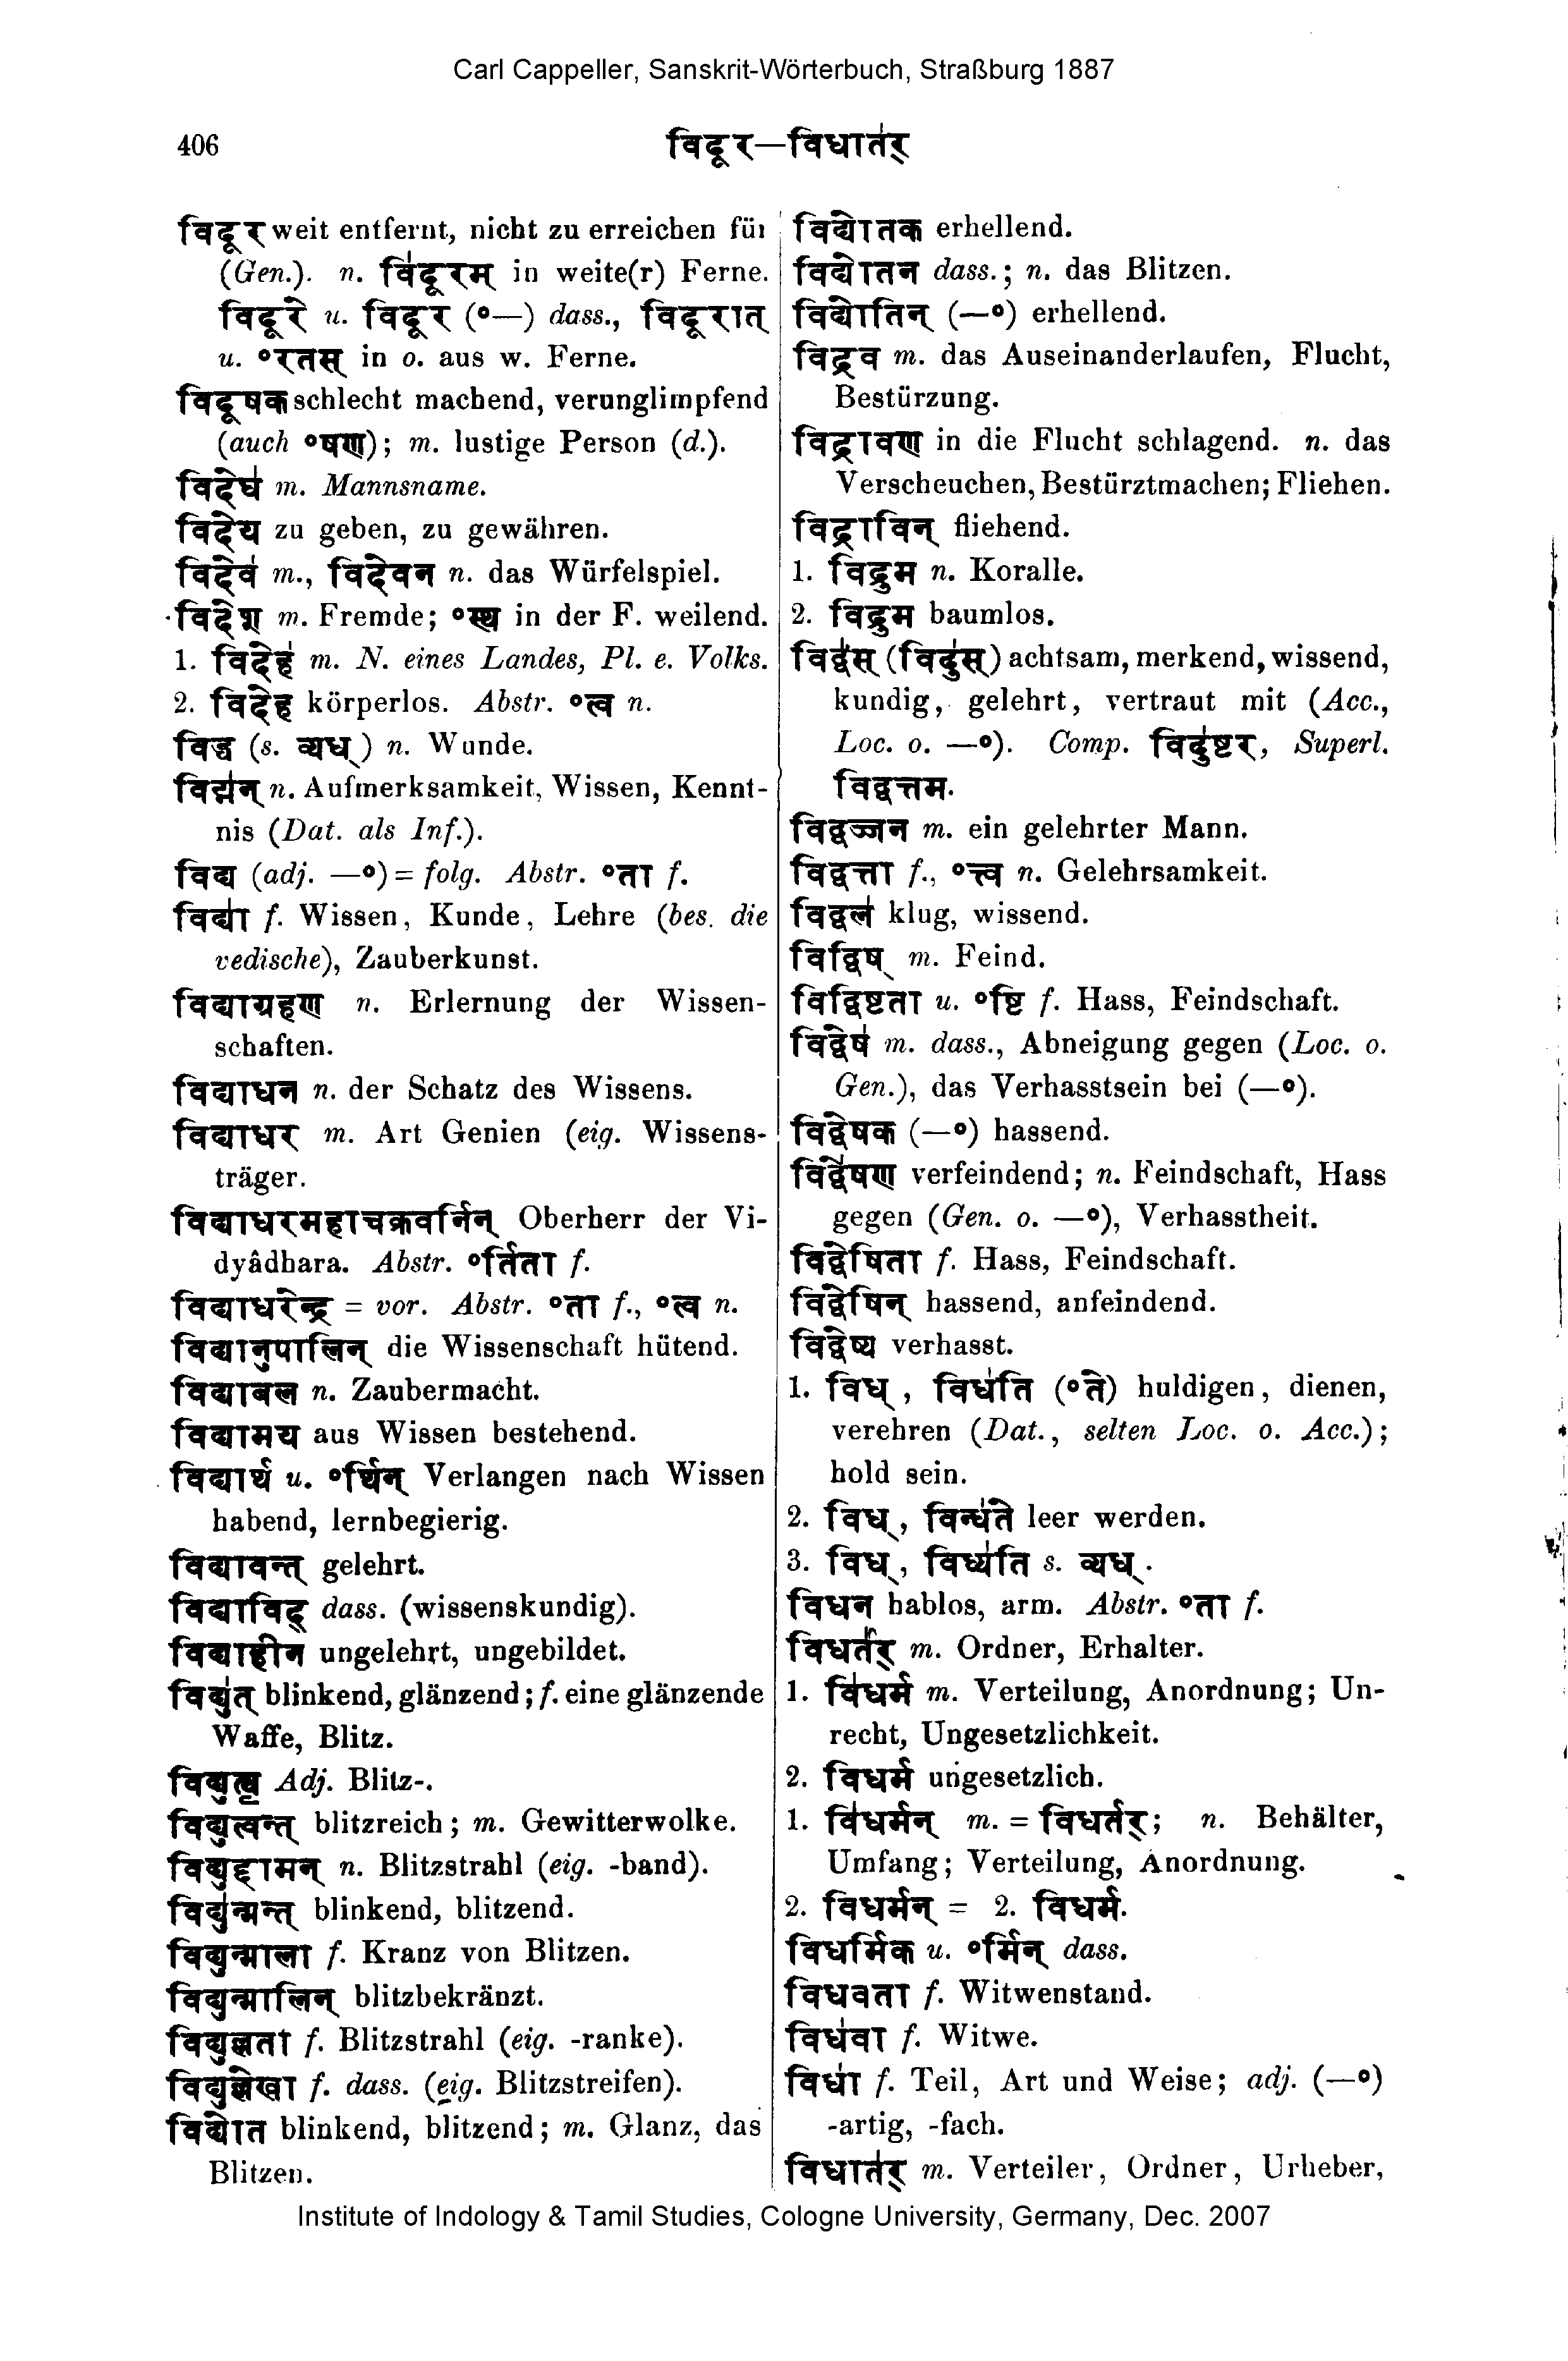 Carl Cappeller, Sanskrit-Wörterbuch, Straßburg 1887
406
विदूर—विधात॑र्
विदूर weit entfernt, nicht zu erreichen für
(Gen.). n. वि॑दूरम् in weite(r) Ferne.
विदूरे u. विदूर (°—) dass., विदूरात्
u. °रतस् in o. aus w. Ferne.
विदूषक schlecht machend, verunglimpfend
(auch °षण); m. lustige Person (d.).
विदेघ॑ m. Mannsname.
विदेय zu geben, zu gewähren.
विदेव॑ m., विदेवन n. das Würfelspiel.
विदेश m. Fremde; °स्थ in der F. weilend.
1. विदेह॑ m. N. eines Landes, Pl. e. Volks.
2. विदेह körperlos. Abstr. °त्व n.
विद्ध (s. व्यध्) n. Wunde.
विद्म॑न् n. Aufmerksamkeit, Wissen, Kennt-
nis (Dat. als Inf.).
विद्य (adj. —°) = folg. Abstr. °ता f.
विद्या॑ f. Wissen, Kunde, Lehre (bes. die
vedische), Zauberkunst.
विद्याग्रहण n. Erlernung der Wissen-
schaften.
विद्याधन n. der Schatz des Wissens.
विद्याधर m. Art Genien (eig. Wissens-
träger.
विद्याधरमहाचक्रवर्तिन् Oberherr der Vi-
dyâdhara. Abstr. °र्तिता f.
विद्याधरेन्द्र = vor. Abstr. °ता f., °त्व n.
विद्यानुपालिन् die Wissenschaft hütend.
विद्याबल n. Zaubermacht.
विद्यामय aus Wissen bestehend.
विद्यार्थ u. °र्थिन् Verlangen nach Wissen
habend, lernbegierig.
विद्यावन्त् gelehrt.
विद्याविद् dass. (wissenskundig).
विद्याहीन ungelehrt, ungebildet.
विद्यु॑त् blinkend, glänzend; f. eine glänzende
Waffe, Blitz.
विद्युत्य Adj. Blitz-.
विद्युत्वन्त् blitzreich; m. Gewitterwolke.
विद्युद्दामन् n. Blitzstrahl (eig. -band).
विद्यु॑न्मन्त् blinkend, blitzend.
विद्युन्माला f. Kranz von Blitzen.
विद्युन्मालिन् blitzbekränzt.
विद्युल्लता f. Blitzstrahl (eig. -ranke).
विद्युल्लेखा f. dass. (eig. Blitzstreifen).
विद्योत blinkend, blitzend; m. Glanz, das
Blitzen.
विद्योतक erhellend.
विद्योतन dass.; n. das Blitzen.
विद्योतिन् (—°) erhellend.
विद्रव m. das Auseinanderlaufen, Flucht,
Bestürzung.
विद्रावण in die Flucht schlagend. n. das
Verscheuchen, Bestürztmachen; Fliehen.
विद्राविन् fliehend.
1. विद्रुम n. Koralle.
2. विद्रुम baumlos.
विद्वं॑स् (विदु॑स्) achtsam, merkend, wissend,
kundig, gelehrt, vertraut mit (Acc.,
Loc. o. —°). Comp. विदु॑ष्टर, Superl.
विद्वत्तम.
विद्वज्जन m. ein gelehrter Mann.
विद्वत्ता f., °त्त्व n. Gelehrsamkeit.
विद्वल॑ klug, wissend.
विद्विष् m. Feind.
विद्विष्टता u. °ष्टि f. Hass, Feindschaft.
विद्वेष॑ m. dass., Abneigung gegen (Loc. o.
Gen.), das Verhasstsein bei (—°).
विद्वेषक (—°) hassend.
विद्वे॑षण verfeindend; n. Feindschaft, Hass
gegen (Gen. o. —°), Verhasstheit.
विद्वेषिता f. Hass, Feindschaft.
विद्वेषिन् hassend, anfeindend.
विद्वेष्य verhasst.
1. विध्, विध॑ति (°ते) huldigen, dienen,
verehren (Dat., selten Loc. o. Acc.);
hold sein.
2. विध्, विन्ध॑ते leer werden.
3. विध्, विध्य॑ति s. व्यध्.
विधन hablos, arm. Abstr. °ता f.
विधर्त॑र् m. Ordner, Erhalter.
1. वि॑धर्म m. Verteilung, Anordnung; Un-
recht, Ungesetzlichkeit.
2. विधर्म ungesetzlich.
1. वि॑धर्मन् m. = विधर्तर्; n. Behälter,
Umfang; Verteilung, Anordnung.
2. विधर्मन् = 2. विधर्म.
विधर्मिक u. °र्मिन् dass.
विधवता f. Witwenstand.
विध॑वा f. Witwe.
विधा॑ f. Teil, Art und Weise; adj. (—°)
-artig, -fach.
विधात॑र् m. Verteiler, Ordner, Urheber,
Institute of Indology & Tamil Studies, Cologne University, Germany, Dec. 2007